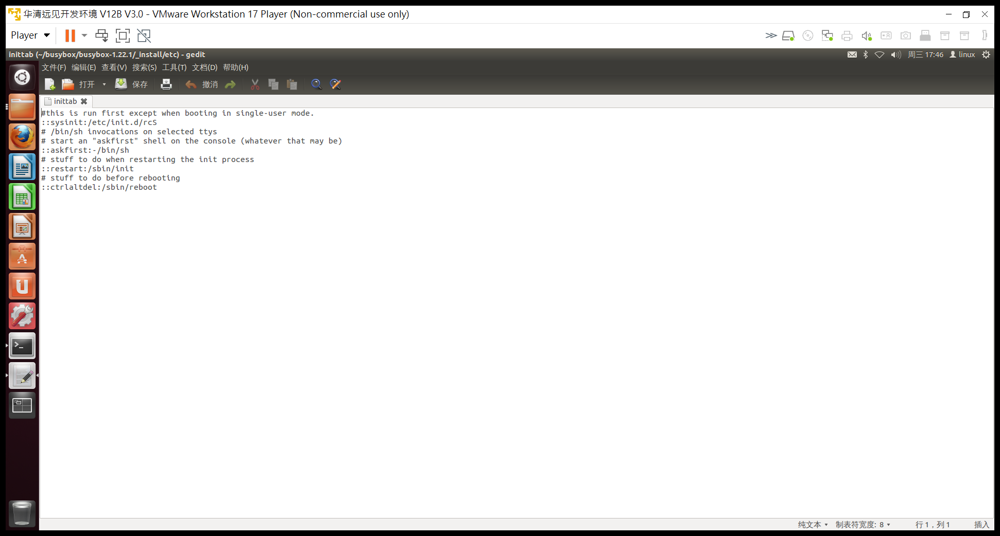 华清远见开发环境 V12B V3.0 - VMware Workstation 17 Player (Non-commercial use only)
Player
inittab (~/busybox/busybox-1.22.1/_install/etc) - gedit
周三 17:46 linux
文件(F) 编辑(E) 查看(V) 搜索(S) 工具(T) 文档(D) 帮助(H)
打开 保存 撤消
inittab
#this is run first except when booting in single-user mode.
::sysinit:/etc/init.d/rcS
# /bin/sh invocations on selected ttys
# start an "askfirst" shell on the console (whatever that may be)
::askfirst:-/bin/sh
# stuff to do when restarting the init process
::restart:/sbin/init
# stuff to do before rebooting
::ctrlaltdel:/sbin/reboot
纯文本 制表符宽度: 8 行 1，列 1 插入